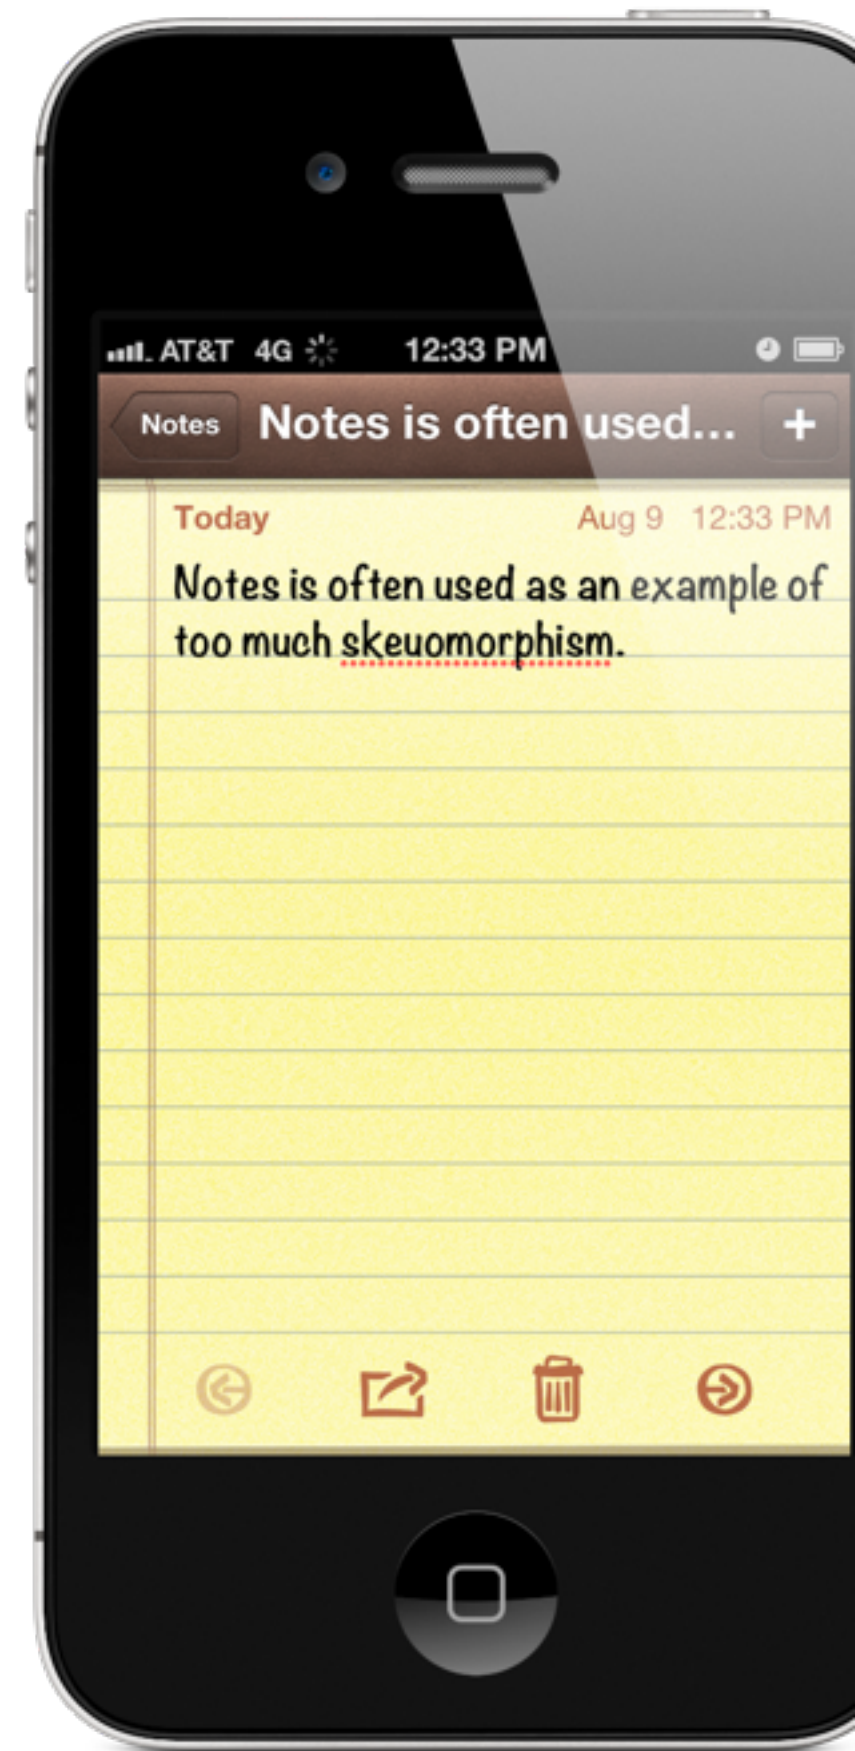 AT&T 4G 12:33 PM
Notes Notes is often used... +
Today Aug 9 12:33 PM
Notes is often used as an example of
too much skeuomorphism.